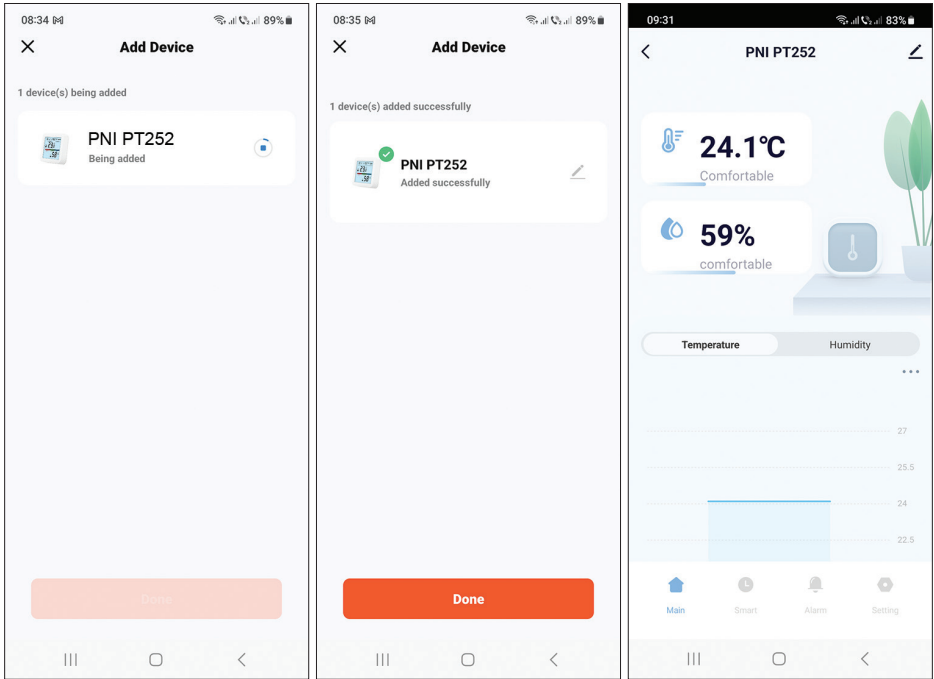 08:34 89%
Add Device
1 device(s) being added
PNI PT252
Being added
Done
08:35 89%
Add Device
1 device(s) added successfully
PNI PT252
Added successfully
Done
09:31 83%
PNI PT252
24.1℃
Comfortable
59%
comfortable
Temperature Humidity
27
25.5
24
22.5
Main Smart Alarm Setting